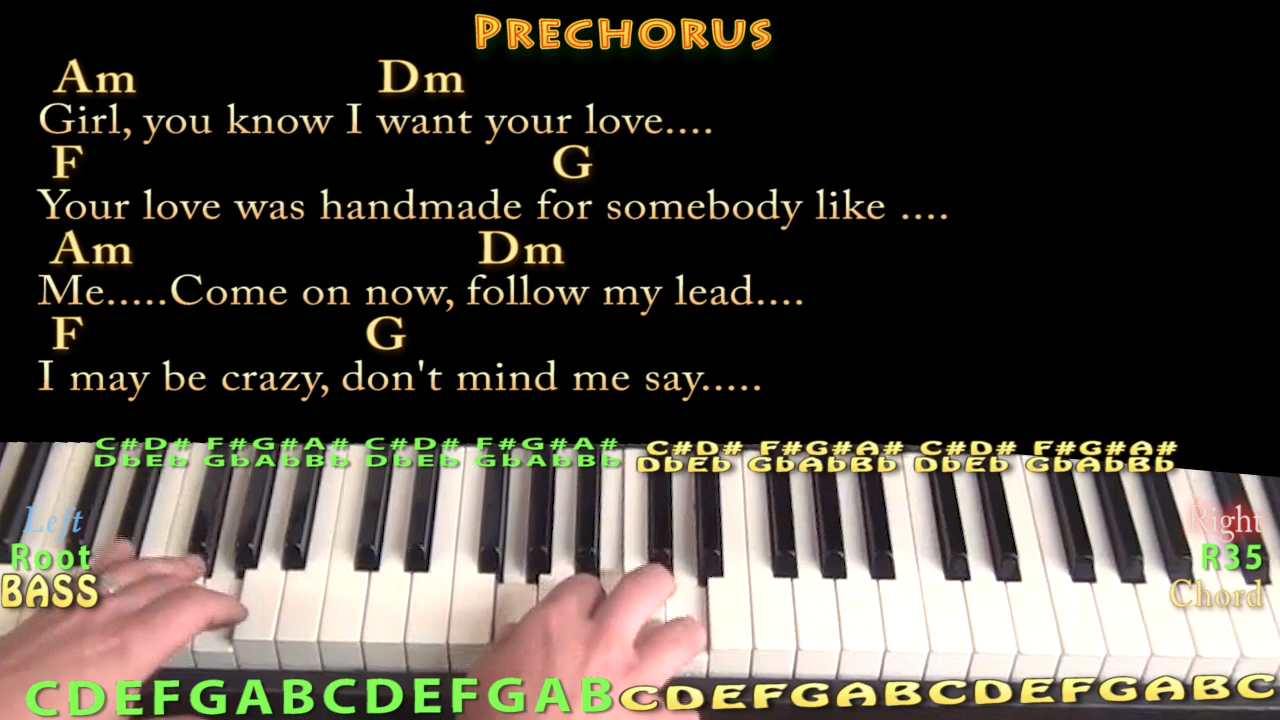 PRECHORUS
Am Dm
Girl, you know I want your love....
F G
Your love was handmade for somebody like ....
Am Dm
Me.....Come on now, follow my lead....
F G
I may be crazy, don't mind me say.....
C#D# F#G#A# C#D# F#G#A# C#D# F#G#A# C#D# F#G#A#
DbEb GbAbBb DbEb GbAbBb DbEb GbAbBb DbEb GbAbBb
Left
Root
BASS
Right
R35
Chord
CDEFGABCDEFGABCDEFGABCDEFGABC